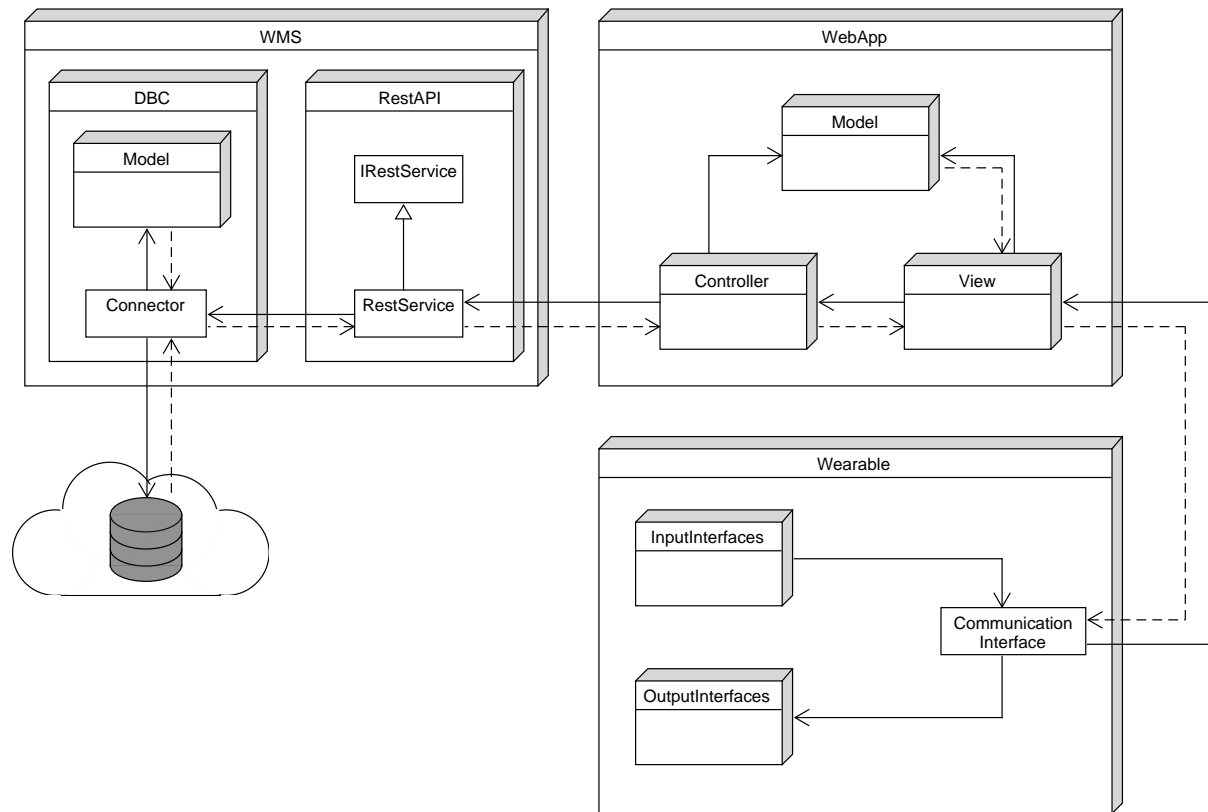 WMS
DBC
Model
Connector
RestAPI
IRestService
RestService
WebApp
Model
Controller
View
Wearable
InputInterfaces
Communication
Interface
OutputInterfaces